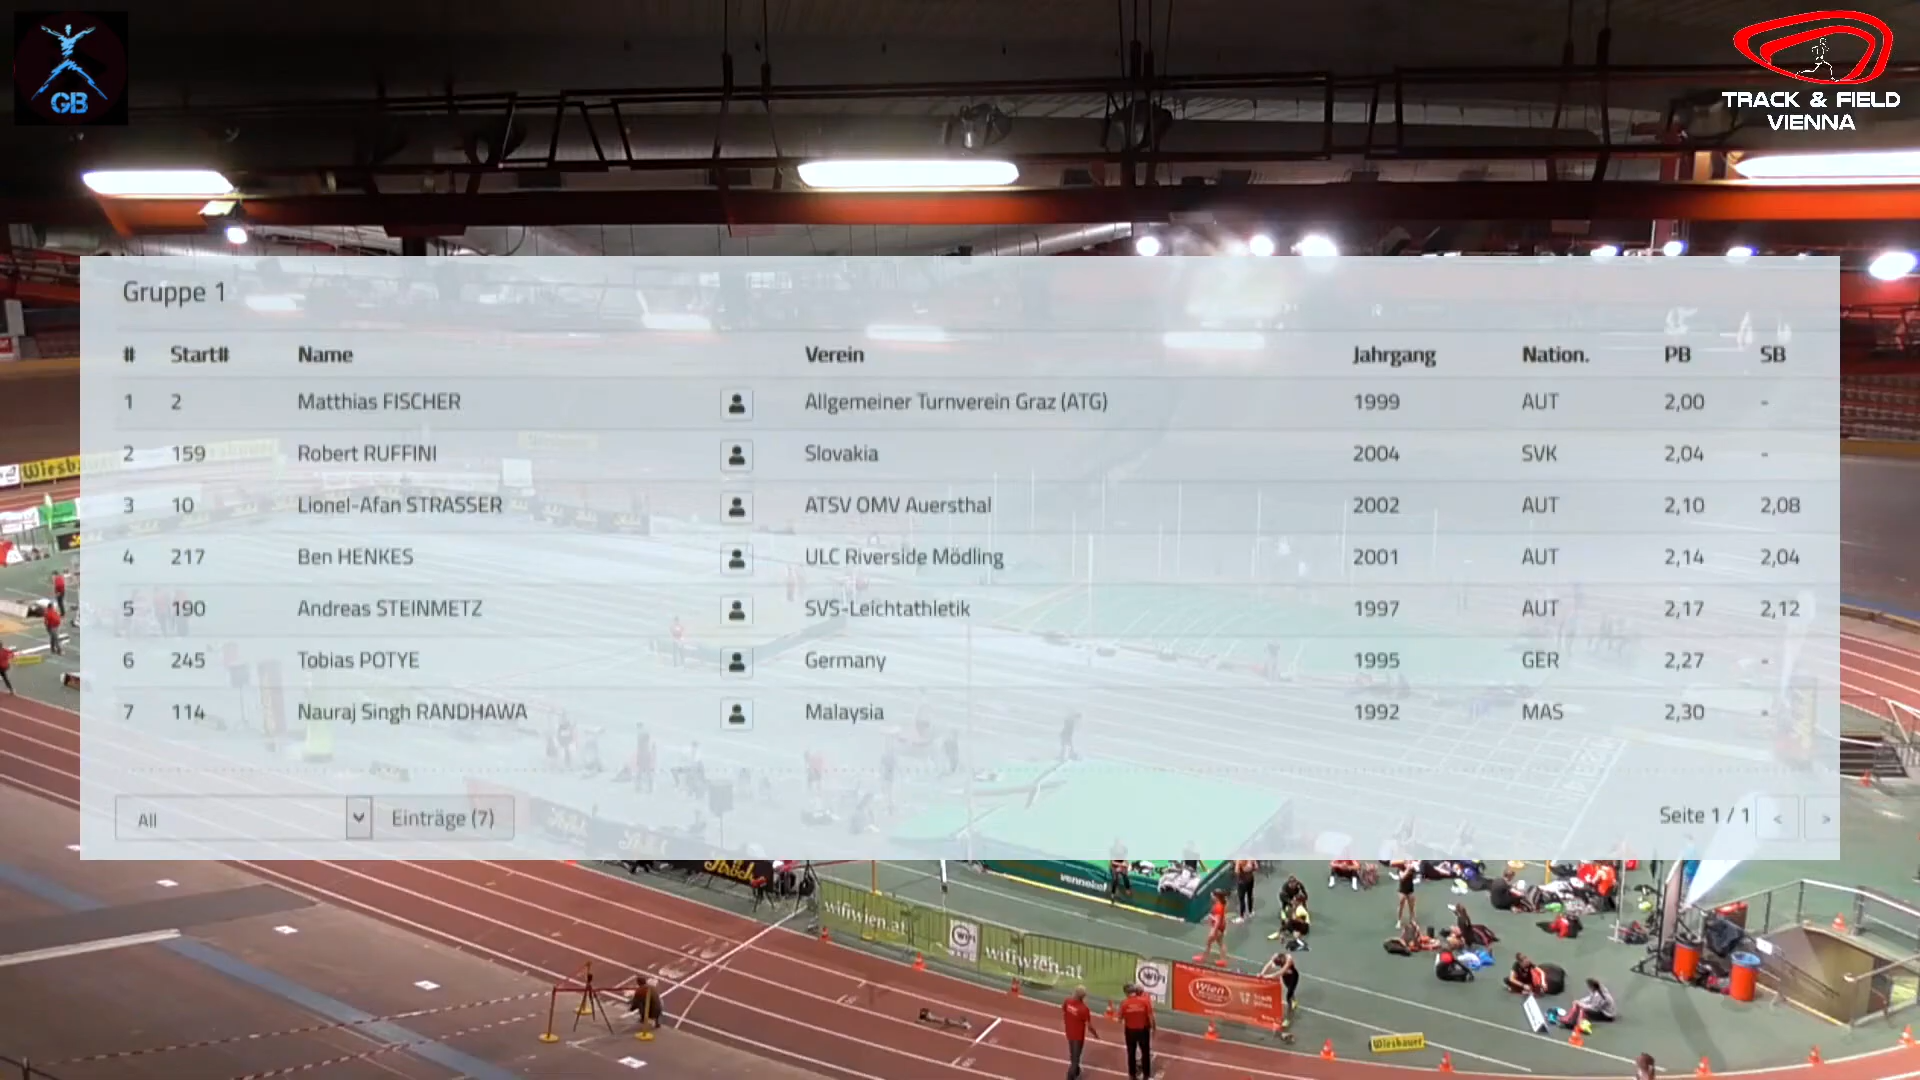 GB
TRACK & FIELD
VIENNA
Gruppe 1
# Start# Name Verein Jahrgang Nation. PB SB
1 2 Matthias FISCHER Allgemeiner Turnverein Graz (ATG) 1999 AUT 2,00 -
2 159 Robert RUFFINI Slovakia 2004 SVK 2,04 -
3 10 Lionel-Afan STRASSER ATSV OMV Auersthal 2002 AUT 2,10 2,08
4 217 Ben HENKES ULC Riverside Mödling 2001 AUT 2,14 2,04
5 190 Andreas STEINMETZ SVS-Leichtathletik 1997 AUT 2,17 2,12
6 245 Tobias POTYE Germany 1995 GER 2,27 -
7 114 Nauraj Singh RANDHAWA Malaysia 1992 MAS 2,30 -
All Einträge (7) Seite 1 / 1 < >
Ströck
wifiwien.at
WIFI
wifiwien.at
WIFI
Wien
Wiesbauer